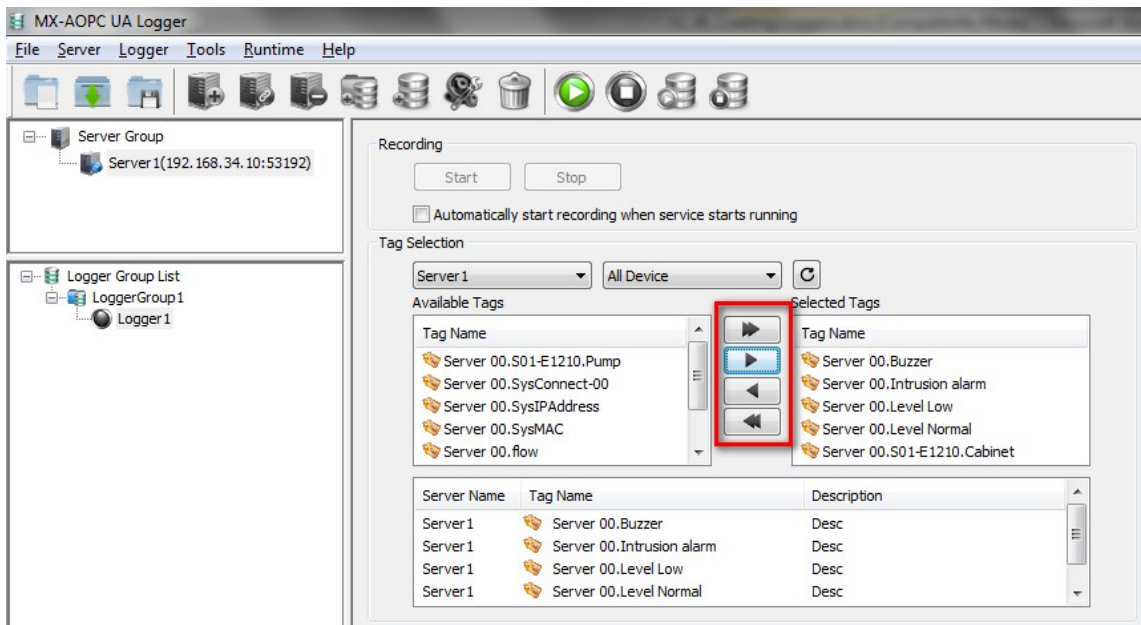 MX-AOPC UA Logger
File Server Logger Tools Runtime Help
Server Group
Server1(192.168.34.10:53192)
Logger Group List
LoggerGroup1
Logger1
Recording
Start Stop
Automatically start recording when service starts running
Tag Selection
Server1 All Device
Available Tags Selected Tags
Tag Name Tag Name
Server 00.S01-E1210.Pump Server 00.Buzzer
Server 00.SysConnect-00 Server 00.Intrusion alarm
Server 00.SysIPAddress Server 00.Level Low
Server 00.SysMAC Server 00.Level Normal
Server 00.flow Server 00.S01-E1210.Cabinet
Server Name Tag Name Description
Server1 Server 00.Buzzer Desc
Server1 Server 00.Intrusion alarm Desc
Server1 Server 00.Level Low Desc
Server1 Server 00.Level Normal Desc